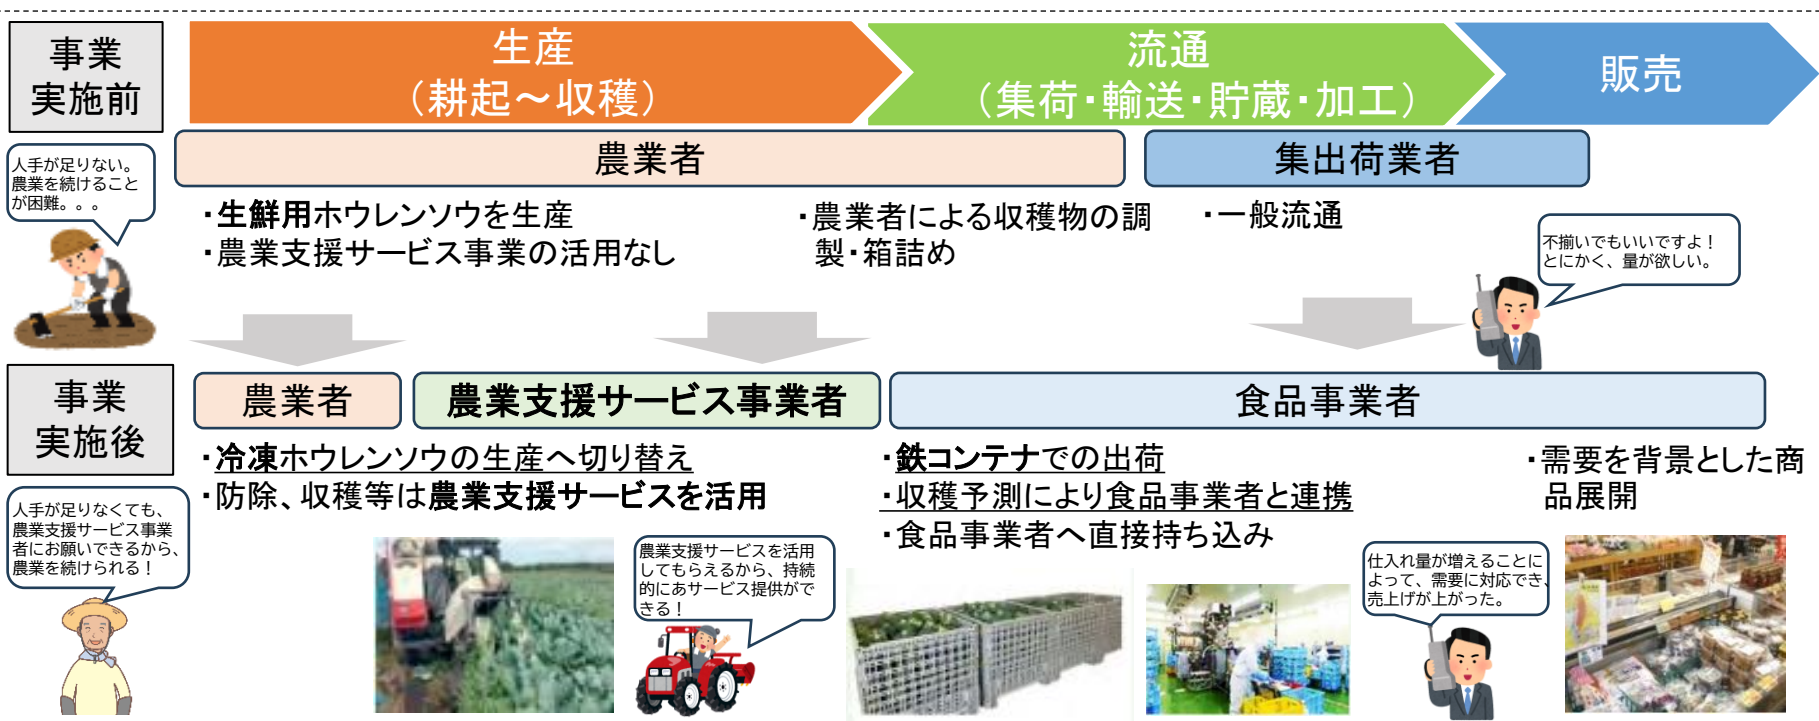 事業
実施前
生産
（耕起～収穫）
流通
（集荷・輸送・貯蔵・加工）
販売
農業者
集出荷業者
人手が足りない。
農業を続けること
が困難。。。
・生鮮用ホウレンソウを生産
・農業支援サービス事業の活用なし
・農業者による収穫物の調
製・箱詰め
・一般流通
不揃いでもいいですよ！
とにかく、量が欲しい。
事業
実施後
農業者
農業支援サービス事業者
食品事業者
・冷凍ホウレンソウの生産へ切り替え
・防除、収穫等は農業支援サービスを活用
・鉄コンテナでの出荷
・収穫予測により食品事業者と連携
・食品事業者へ直接持ち込み
・需要を背景とした商
品展開
人手が足りなくても、
農業支援サービス事業
者にお願いできるから、
農業を続けられる！
農業支援サービスを活用
してもらえるから、持続
的にあサービス提供がで
きる！
仕入れ量が増えることに
よって、需要に対応でき、
売上げが上がった。